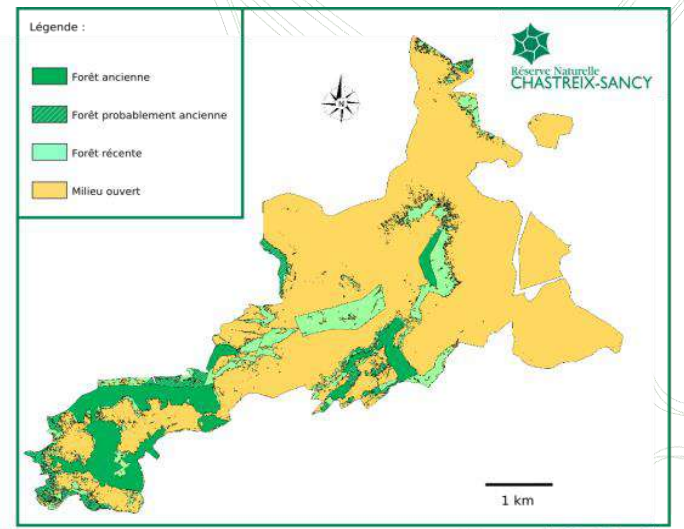 Légende :
Forêt ancienne
Forêt probablement ancienne
Forêt récente
Milieu ouvert
N
Réserve Naturelle
CHASTREIX-SANCY
1 km